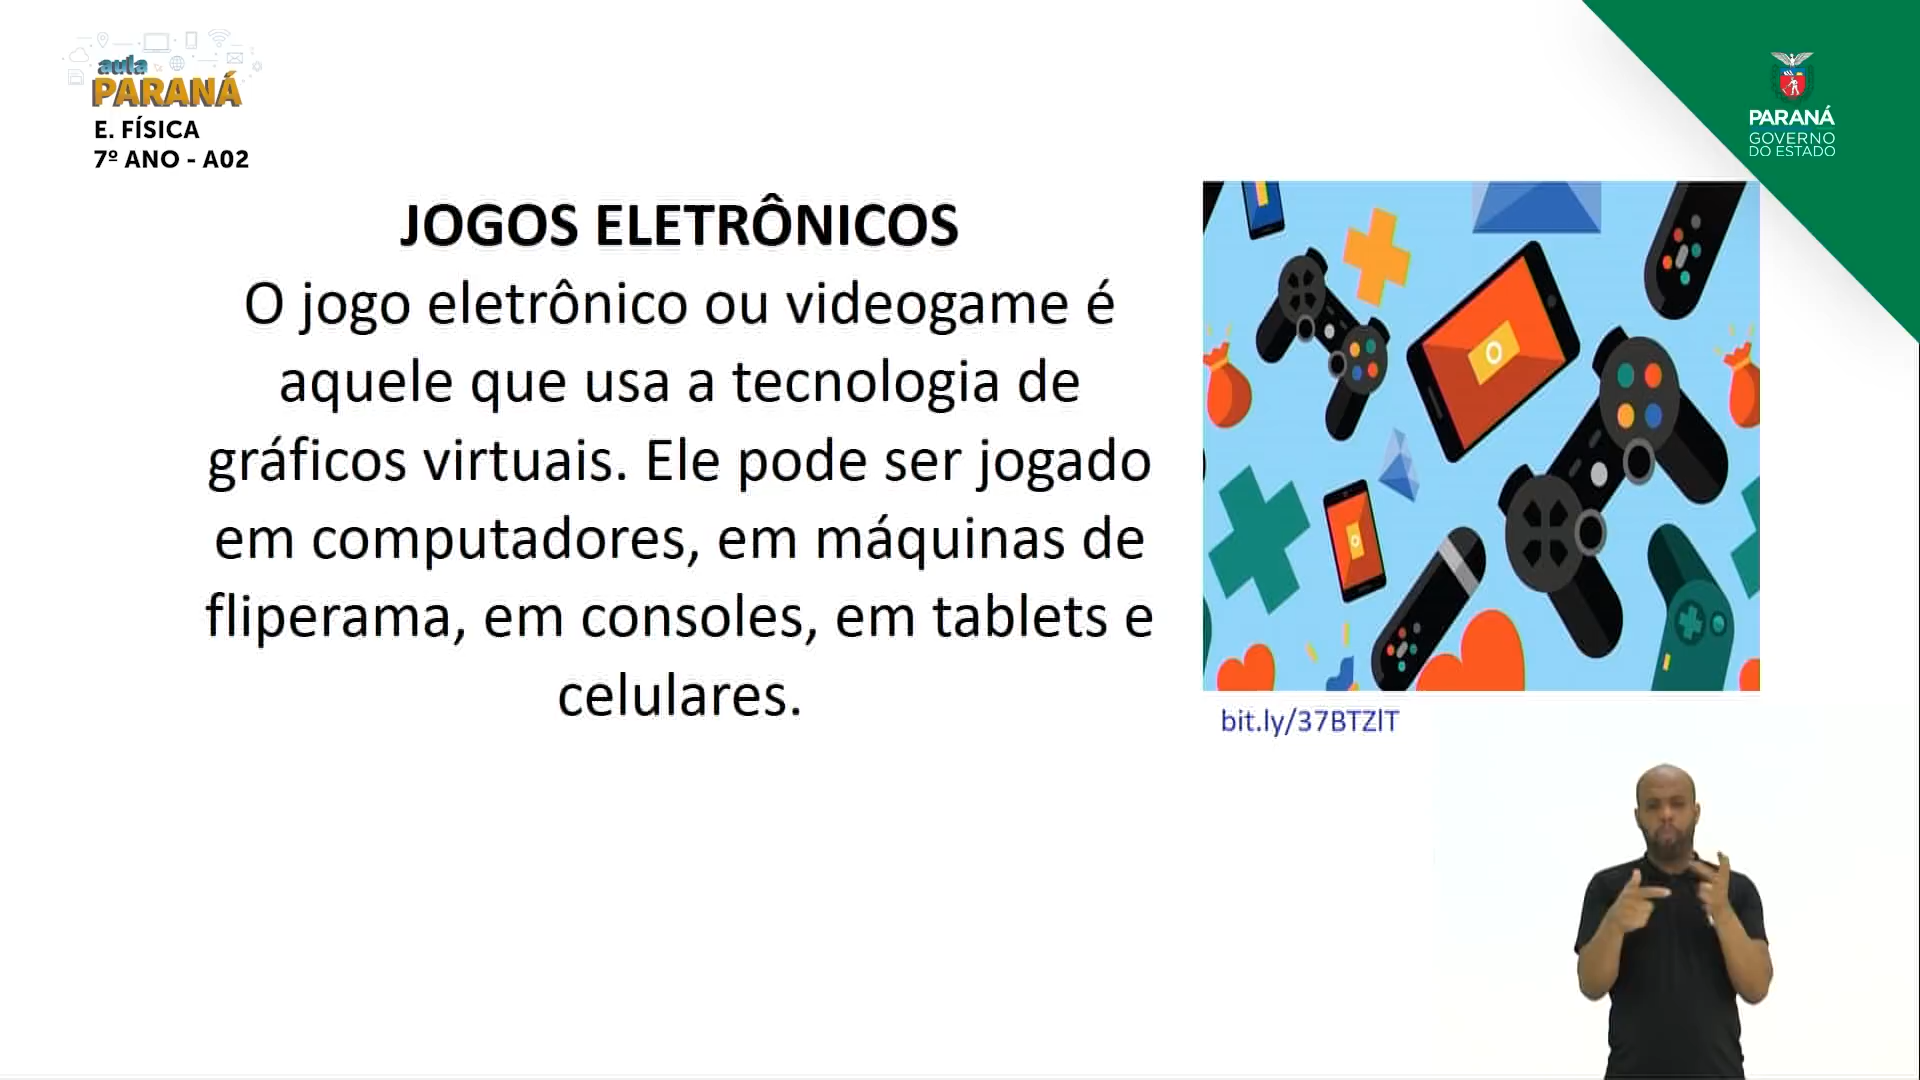 aula
PARANÁ
E. FÍSICA
7º ANO - A02
PARANÁ
GOVERNO
DO ESTADO
JOGOS ELETRÔNICOS
O jogo eletrônico ou videogame é
aquele que usa a tecnologia de
gráficos virtuais. Ele pode ser jogado
em computadores, em máquinas de
fliperama, em consoles, em tablets e
celulares.
bit.ly/37BTZlT